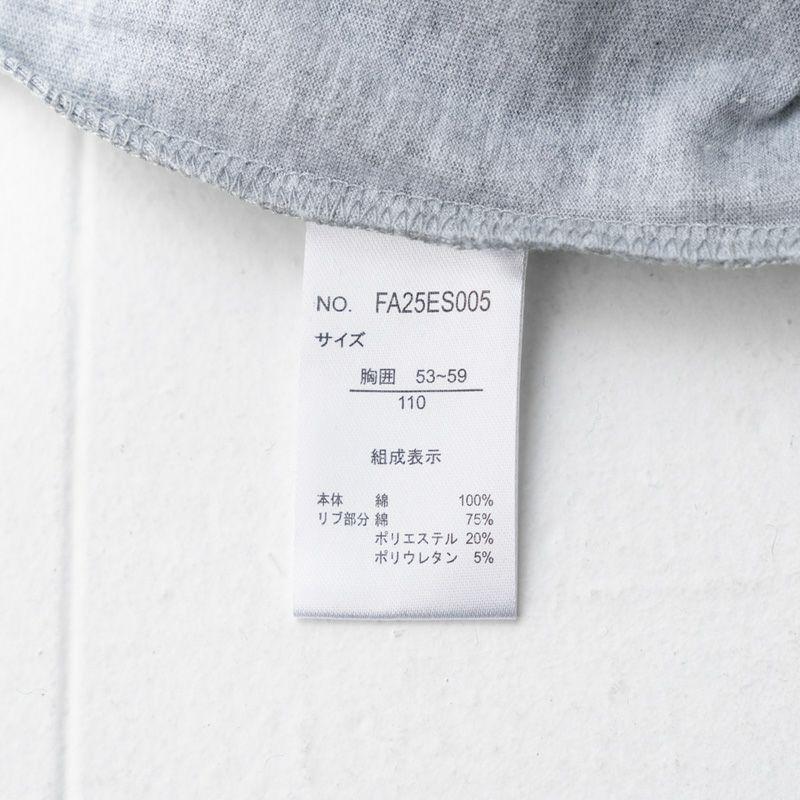 NO. FA25ES005
サイズ
胸囲 53~59
110
組成表示
本体 綿 100%
リブ部分 綿 75%
ポリエステル 20%
ポリウレタン 5%